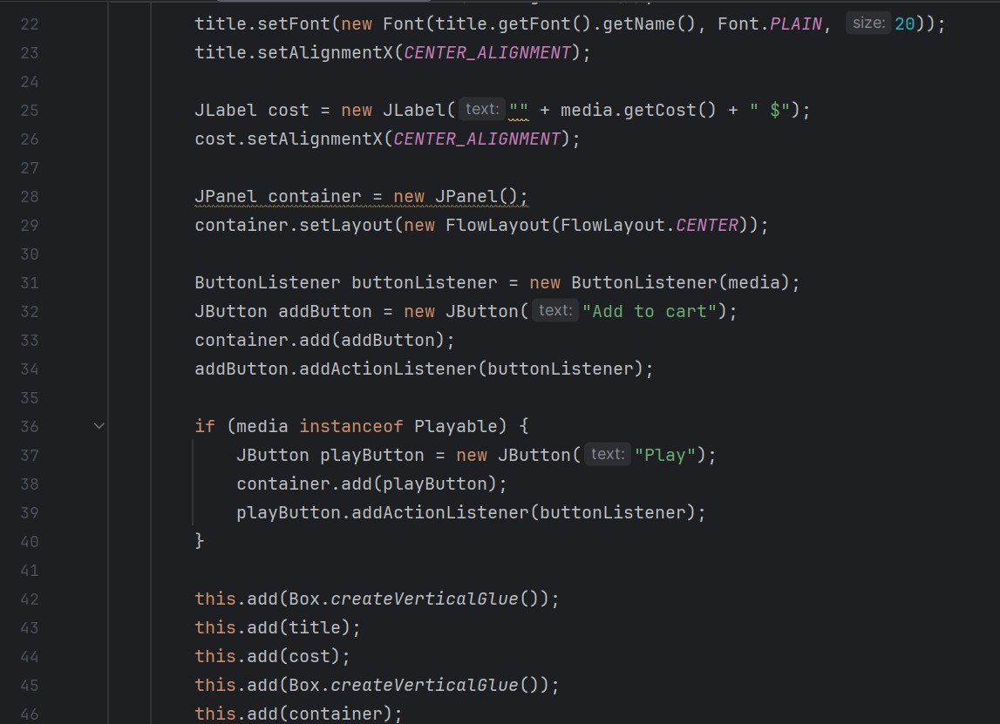 22 title.setFont(new Font(title.getFont().getName(), Font.PLAIN, size: 20));
23 title.setAlignmentX(CENTER_ALIGNMENT);
24
25 JLabel cost = new JLabel( text: "" + media.getCost() + " $");
26 cost.setAlignmentX(CENTER_ALIGNMENT);
27
28 JPanel container = new JPanel();
29 container.setLayout(new FlowLayout(FlowLayout.CENTER));
30
31 ButtonListener buttonListener = new ButtonListener(media);
32 JButton addButton = new JButton( text: "Add to cart");
33 container.add(addButton);
34 addButton.addActionListener(buttonListener);
35
36 if (media instanceof Playable) {
37 JButton playButton = new JButton( text: "Play");
38 container.add(playButton);
39 playButton.addActionListener(buttonListener);
40 }
41
42 this.add(Box.createVerticalGlue());
43 this.add(title);
44 this.add(cost);
45 this.add(Box.createVerticalGlue());
46 this.add(container);